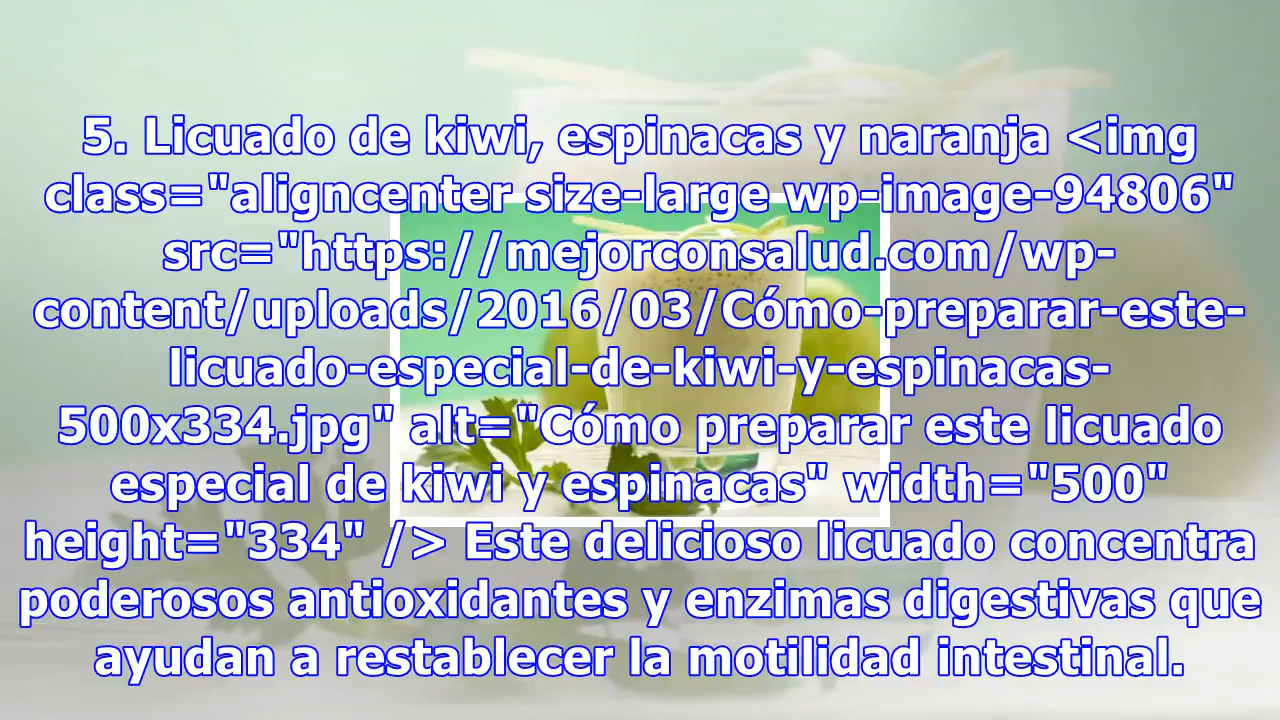 5. Licuado de kiwi, espinacas y naranja <img
class="aligncenter size-large wp-image-94806"
src="https://mejorconsalud.com/wp-
content/uploads/2016/03/Cómo-preparar-este-
licuado-especial-de-kiwi-y-espinacas-
500x334.jpg" alt="Cómo preparar este licuado
especial de kiwi y espinacas" width="500"
height="334" /> Este delicioso licuado concentra
poderosos antioxidantes y enzimas digestivas que
ayudan a restablecer la motilidad intestinal.